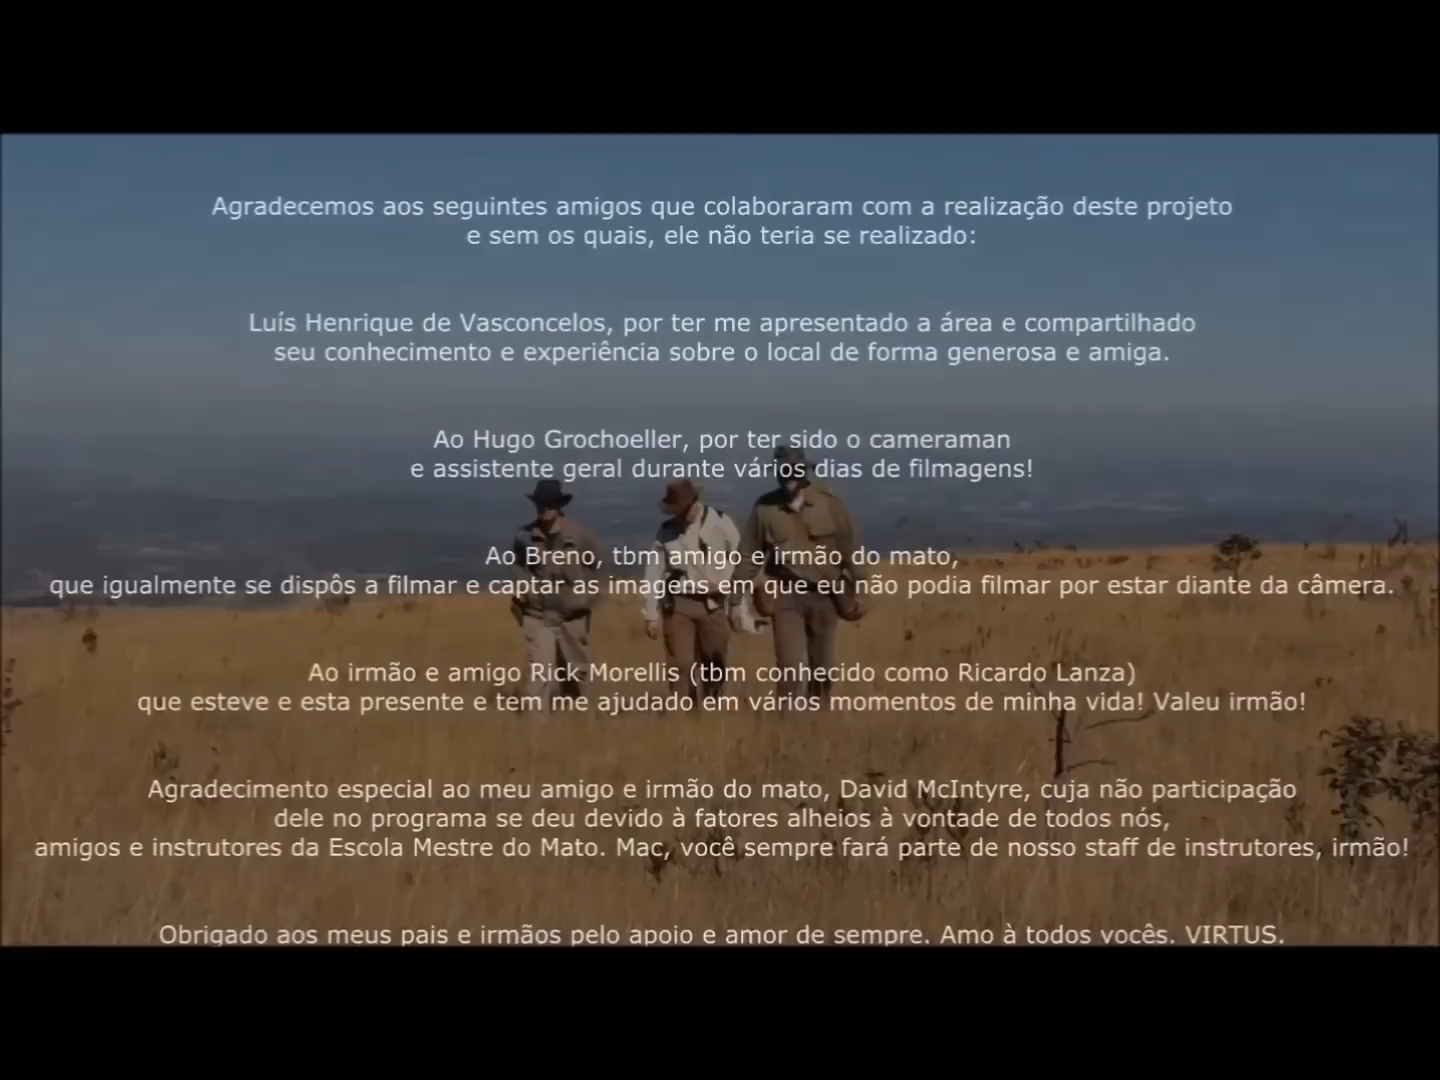 Agradecemos aos seguintes amigos que colaboraram com a realização deste projeto
e sem os quais, ele não teria se realizado:
Luís Henrique de Vasconcelos, por ter me apresentado a área e compartilhado
seu conhecimento e experiência sobre o local de forma generosa e amiga.
Ao Hugo Grochoeller, por ter sido o cameraman
e assistente geral durante vários dias de filmagens!
Ao Breno, tbm amigo e irmão do mato,
que igualmente se dispôs a filmar e captar as imagens em que eu não podia filmar por estar diante da câmera.
Ao irmão e amigo Rick Morellis (tbm conhecido como Ricardo Lanza)
que esteve e esta presente e tem me ajudado em vários momentos de minha vida! Valeu irmão!
Agradecimento especial ao meu amigo e irmão do mato, David McIntyre, cuja não participação
dele no programa se deu devido à fatores alheios à vontade de todos nós,
amigos e instrutores da Escola Mestre do Mato. Mac, você sempre fará parte de nosso staff de instrutores, irmão!
Obrigado aos meus pais e irmãos pelo apoio e amor de sempre. Amo à todos vocês. VIRTUS.